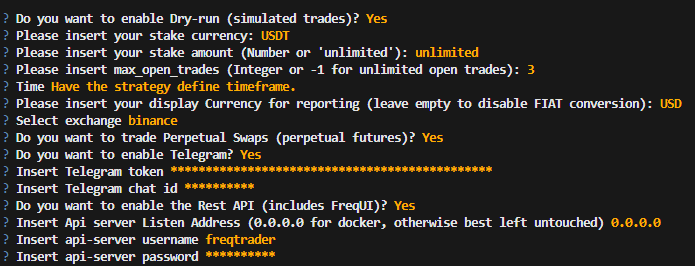 ? Do you want to enable Dry-run (simulated trades)? Yes
? Please insert your stake currency: USDT
? Please insert your stake amount (Number or 'unlimited'): unlimited
? Please insert max_open_trades (Integer or -1 for unlimited open trades): 3
? Time Have the strategy define timeframe.
? Please insert your display Currency for reporting (leave empty to disable FIAT conversion): USD
? Select exchange binance
? Do you want to trade Perpetual Swaps (perpetual futures)? Yes
? Do you want to enable Telegram? Yes
? Insert Telegram token **********************************************
? Insert Telegram chat id **********
? Do you want to enable the Rest API (includes FreqUI)? Yes
? Insert Api server Listen Address (0.0.0.0 for docker, otherwise best left untouched) 0.0.0.0
? Insert api-server username freqtrader
? Insert api-server password **********